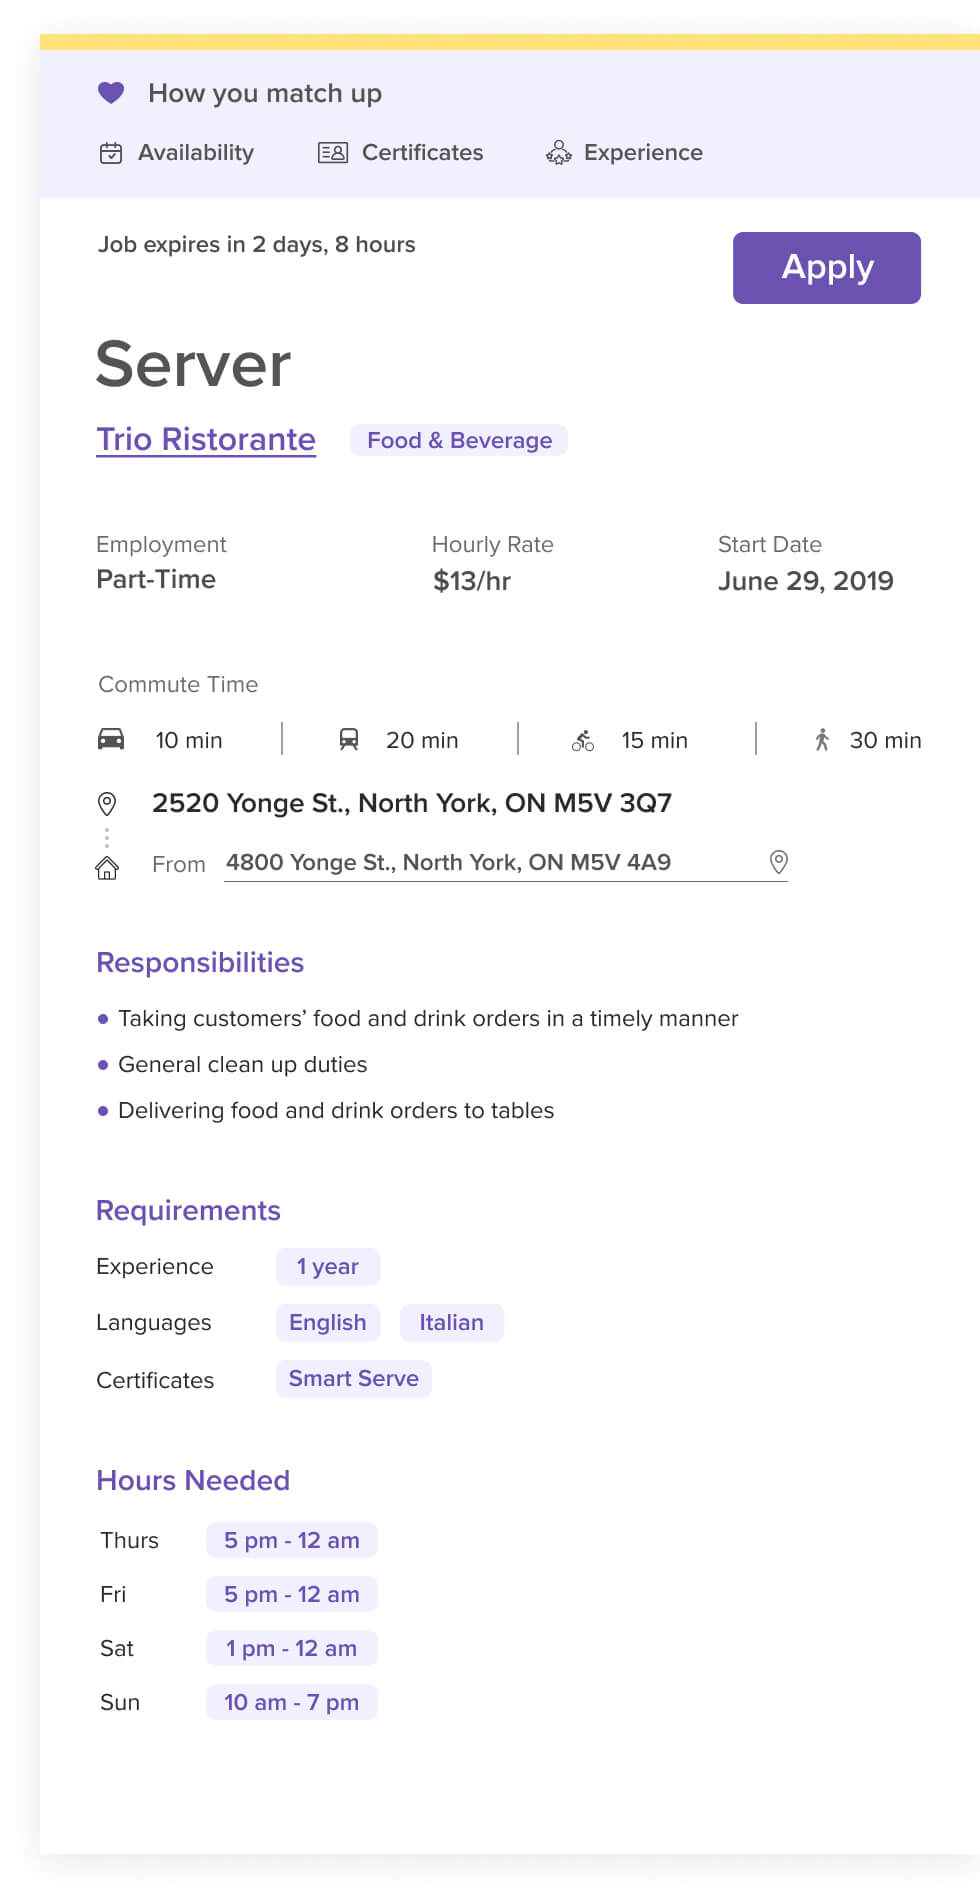 How you match up
Availability Certificates Experience
Job expires in 2 days, 8 hours
Apply
Server
Trio Ristorante Food & Beverage
Employment Hourly Rate Start Date
Part-Time $13/hr June 29, 2019
Commute Time
10 min 20 min 15 min 30 min
2520 Yonge St., North York, ON M5V 3Q7
From 4800 Yonge St., North York, ON M5V 4A9
Responsibilities
Taking customers’ food and drink orders in a timely manner
General clean up duties
Delivering food and drink orders to tables
Requirements
Experience 1 year
Languages English Italian
Certificates Smart Serve
Hours Needed
Thurs 5 pm - 12 am
Fri 5 pm - 12 am
Sat 1 pm - 12 am
Sun 10 am - 7 pm